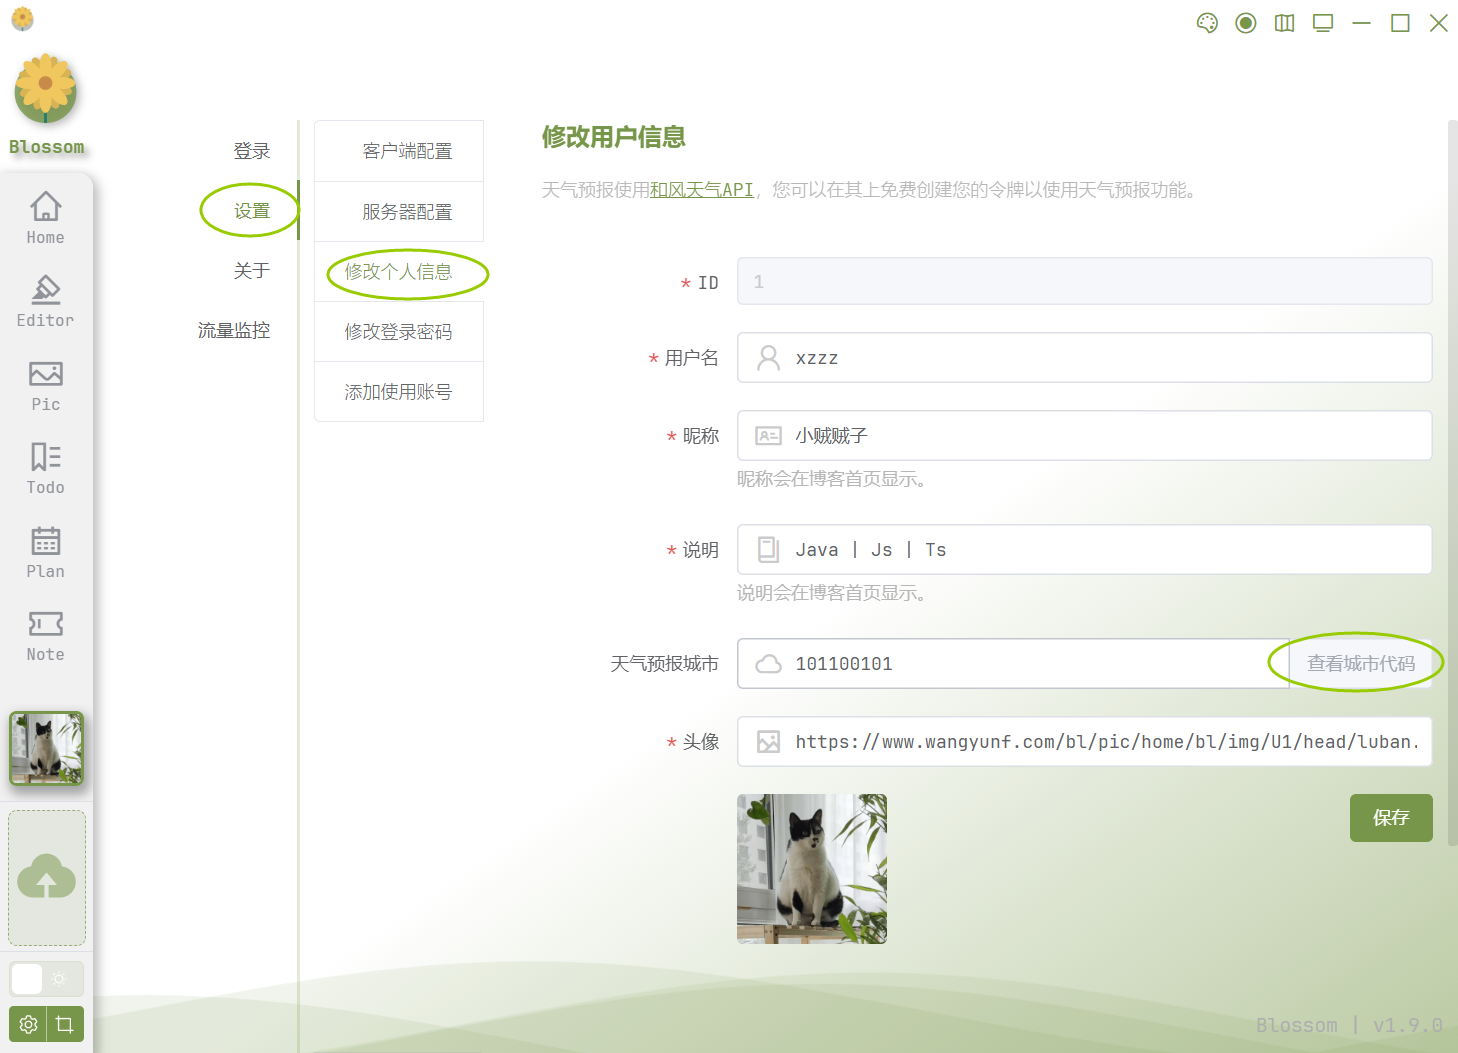 Blossom
Home
Editor
Pic
Todo
Plan
Note
登录
设置
关于
流量监控
客户端配置
服务器配置
修改个人信息
修改登录密码
添加使用账号
修改用户信息
天气预报使用和风天气API，您可以在其上免费创建您的令牌以使用天气预报功能。
* ID 1
* 用户名 xzzz
* 昵称 小贼贼子
昵称会在博客首页显示。
* 说明 Java | Js | Ts
说明会在博客首页显示。
天气预报城市 101100101 查看城市代码
* 头像 https://www.wangyunf.com/bl/pic/home/bl/img/U1/head/luban.
保存
Blossom | v1.9.0